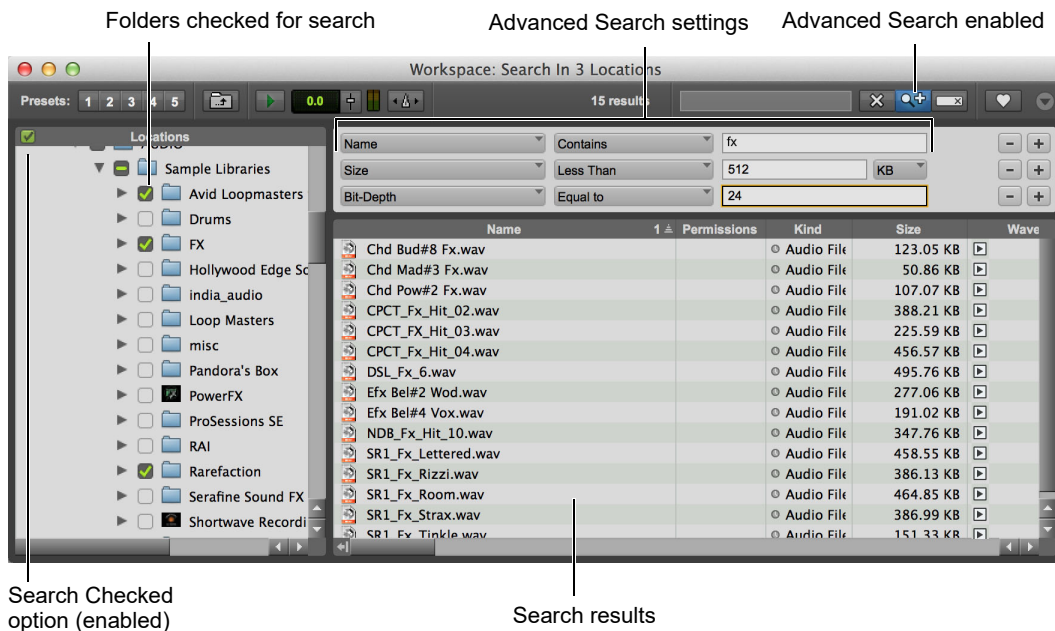 Folders checked for search
Advanced Search settings
Advanced Search enabled
Workspace: Search In 3 Locations
Presets: 1 2 3 4 5
0.0
15 results
Locations
AUDIO
Sample Libraries
Avid Loopmasters
Drums
FX
Hollywood Edge Sc
india_audio
Loop Masters
misc
Pandora's Box
PowerFX
ProSessions SE
RAI
Rarefaction
Serafine Sound FX
Shortwave Recordi
Name Contains fx
Size Less Than 512 KB
Bit-Depth Equal to 24
Name 1 Permissions Kind Size Wave
Chd Bud#8 Fx.wav Audio File 123.05 KB
Chd Mad#3 Fx.wav Audio File 50.86 KB
Chd Pow#2 Fx.wav Audio File 107.07 KB
CPCT_Fx_Hit_02.wav Audio File 388.21 KB
CPCT_FX_Hit_03.wav Audio File 225.59 KB
CPCT_Fx_Hit_04.wav Audio File 456.57 KB
DSL_Fx_6.wav Audio File 495.76 KB
Efx Bel#2 Wod.wav Audio File 277.06 KB
Efx Bel#4 Vox.wav Audio File 191.02 KB
NDB_Fx_Hit_10.wav Audio File 347.76 KB
SR1_Fx_Lettered.wav Audio File 458.55 KB
SR1_Fx_Rizzi.wav Audio File 386.13 KB
SR1_Fx_Room.wav Audio File 464.85 KB
SR1_Fx_Strax.wav Audio File 386.99 KB
SR1_Fx_Tinkle.wav Audio File 151.33 KB
Search Checked
option (enabled)
Search results